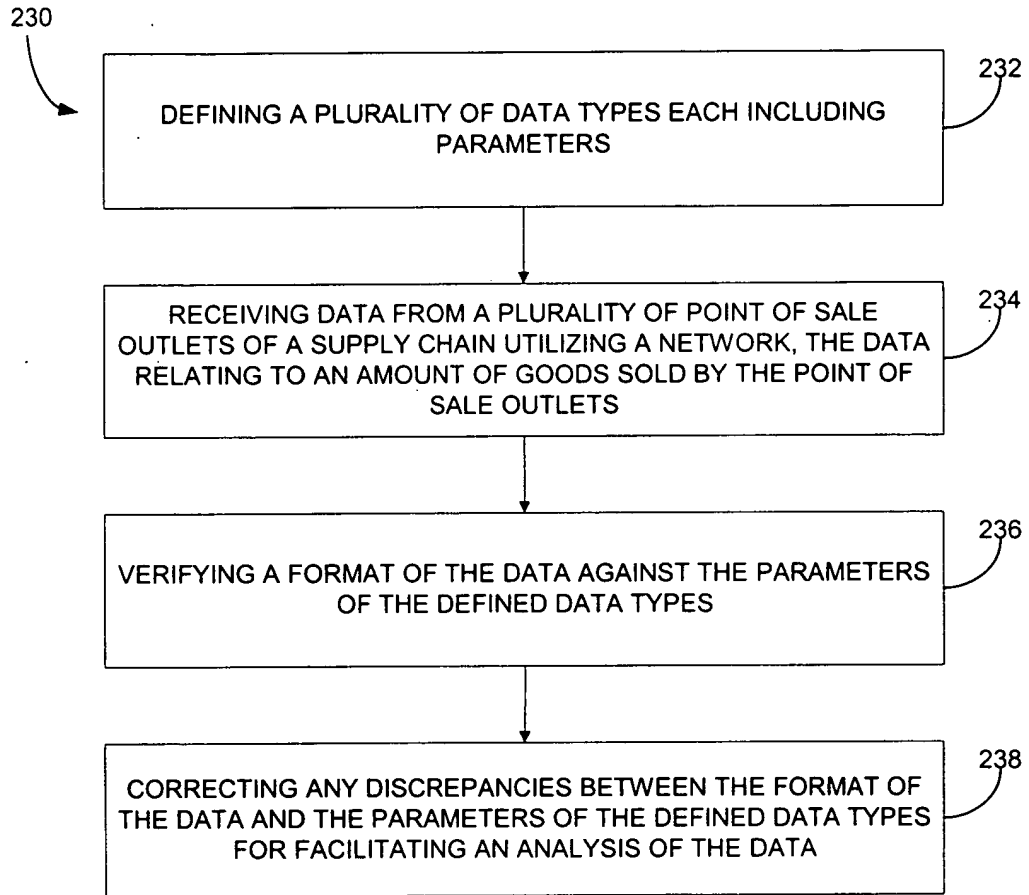 230
232
DEFINING A PLURALITY OF DATA TYPES EACH INCLUDING
PARAMETERS
234
RECEIVING DATA FROM A PLURALITY OF POINT OF SALE
OUTLETS OF A SUPPLY CHAIN UTILIZING A NETWORK, THE DATA
RELATING TO AN AMOUNT OF GOODS SOLD BY THE POINT OF
SALE OUTLETS
236
VERIFYING A FORMAT OF THE DATA AGAINST THE PARAMETERS
OF THE DEFINED DATA TYPES
238
CORRECTING ANY DISCREPANCIES BETWEEN THE FORMAT OF
THE DATA AND THE PARAMETERS OF THE DEFINED DATA TYPES
FOR FACILITATING AN ANALYSIS OF THE DATA